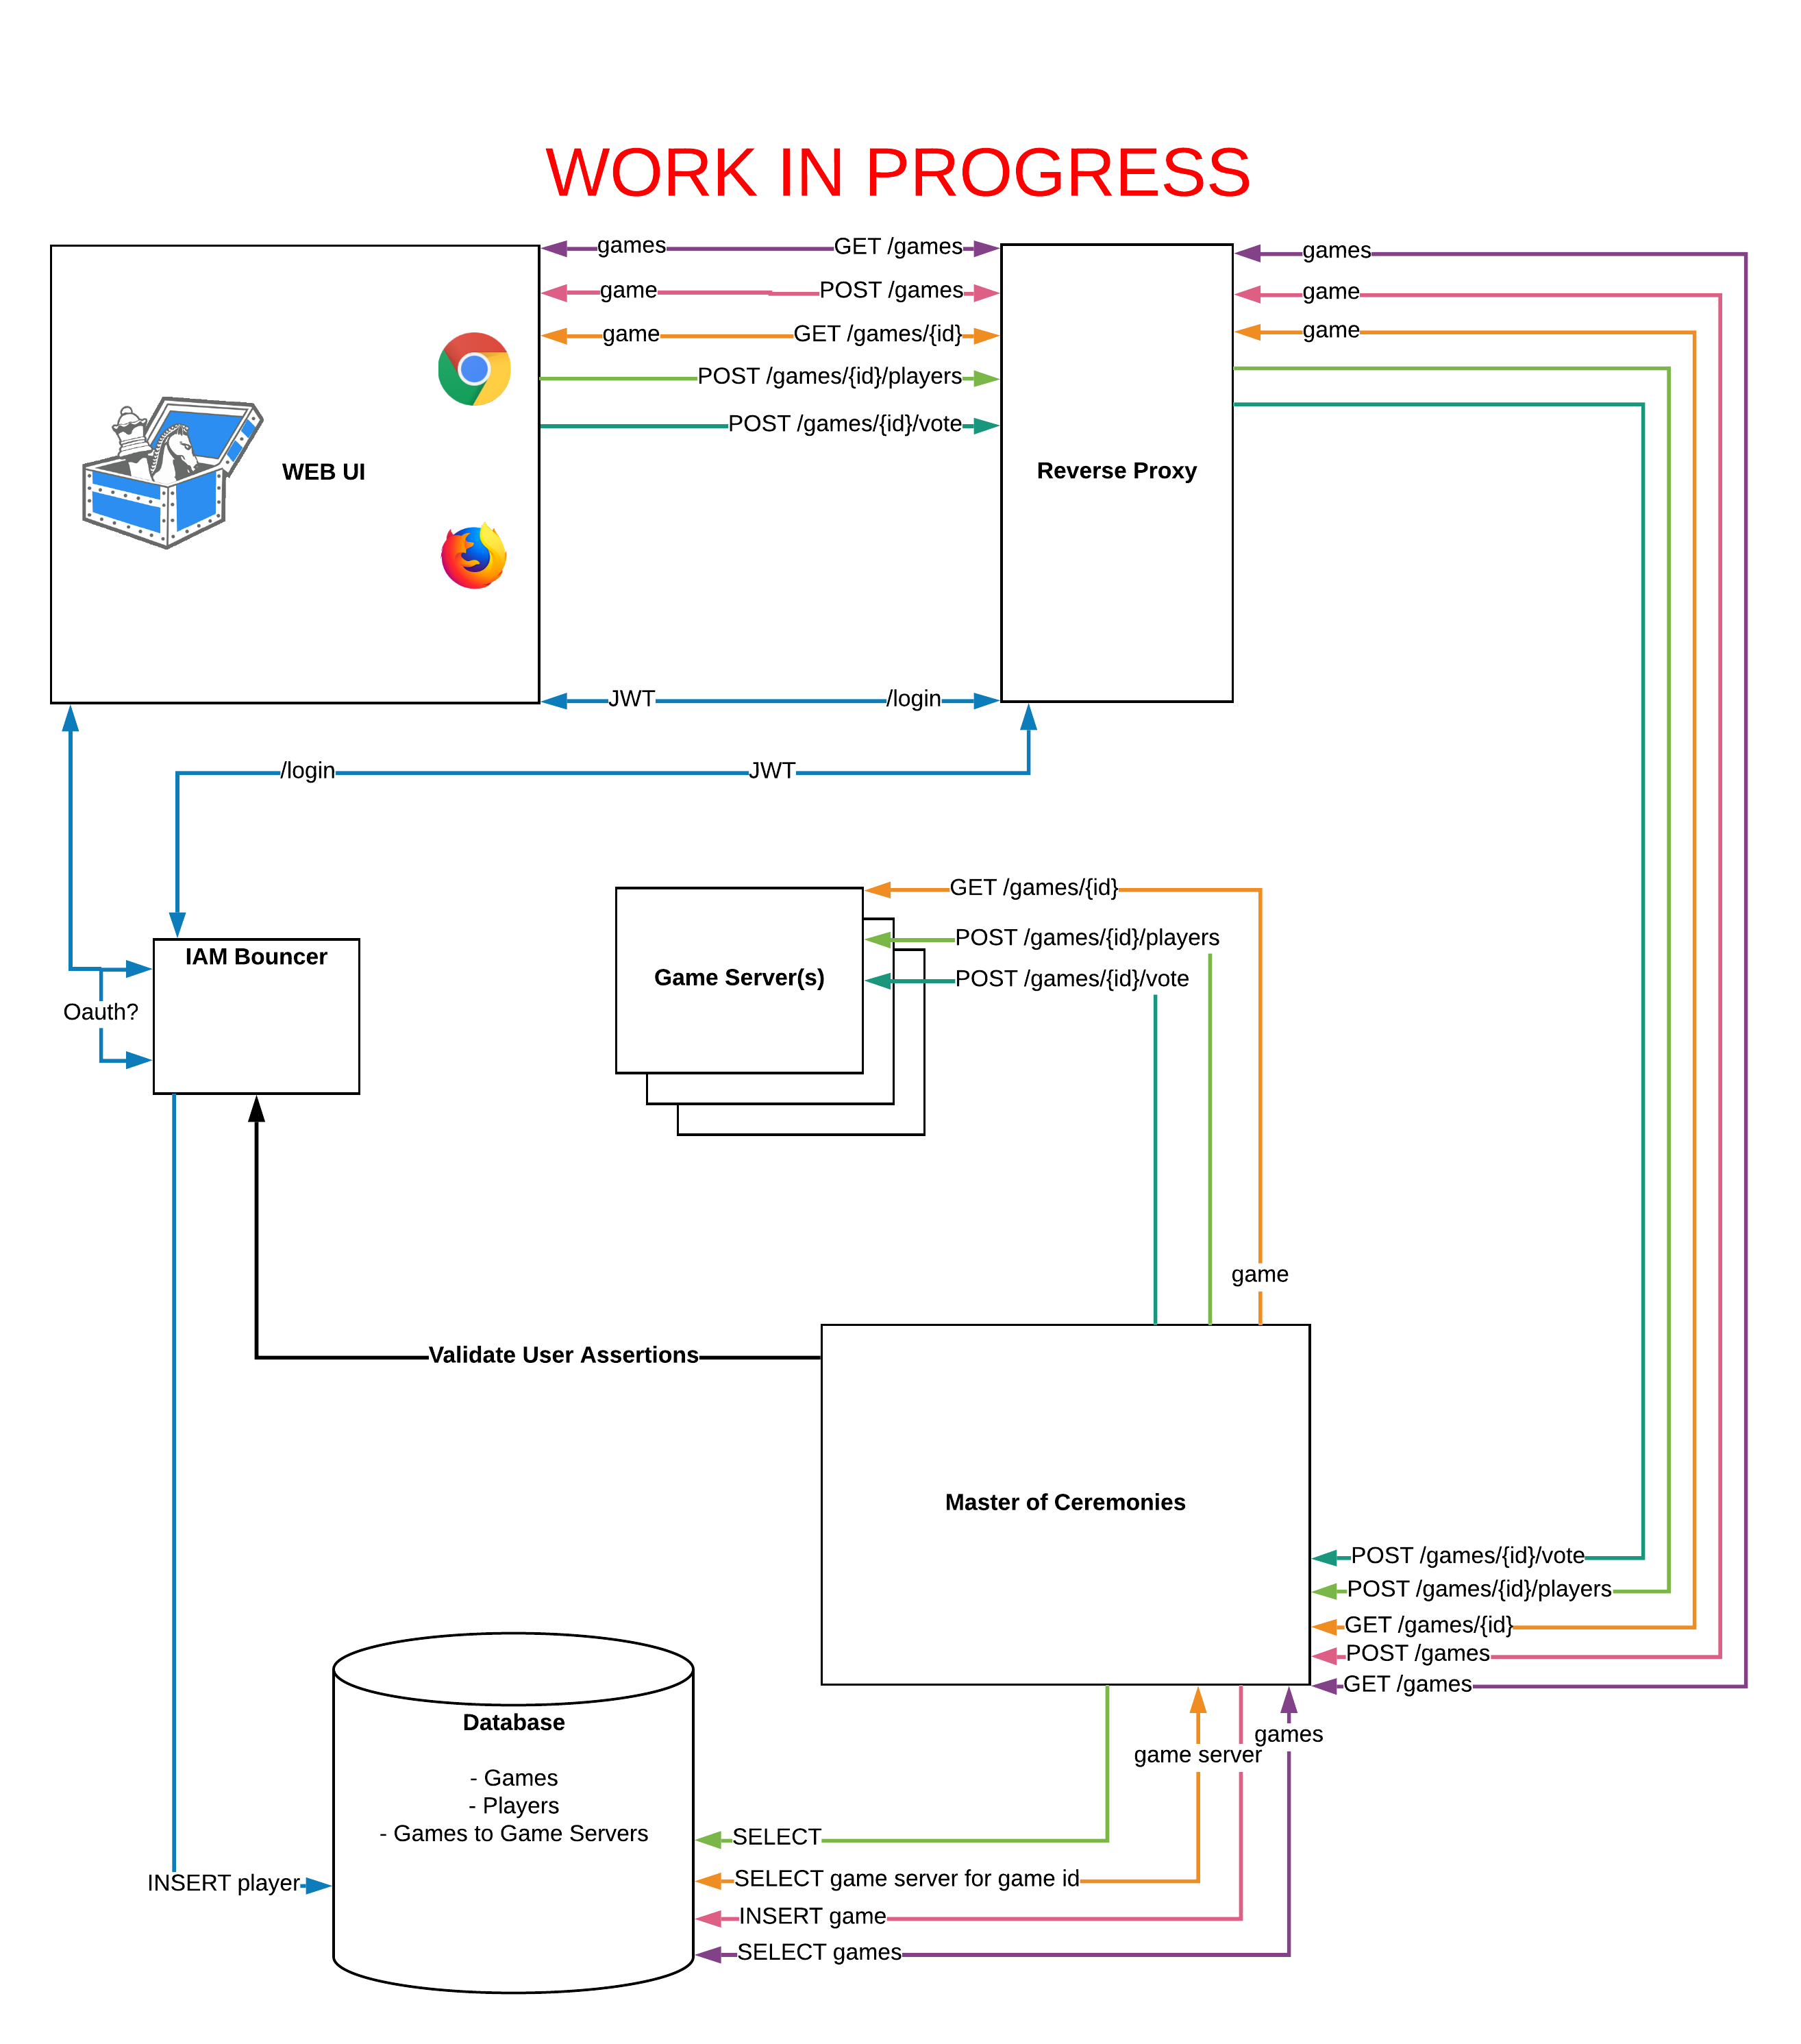 WORK IN PROGRESS
games
GET /games
games
game
POST /games
game
game
GET /games/{id}
game
POST /games/{id}/players
POST /games/{id}/vote
WEB UI
Reverse Proxy
JWT
/login
/login
JWT
GET /games/{id}
POST /games/{id}/players
POST /games/{id}/vote
IAM Bouncer
Game Server(s)
Oauth?
game
Validate User Assertions
Master of Ceremonies
POST /games/{id}/vote
POST /games/{id}/players
GET /games/{id}
POST /games
GET /games
Database
- Games
- Players
- Games to Game Servers
games
game server
SELECT
SELECT game server for game id
INSERT player
INSERT game
SELECT games